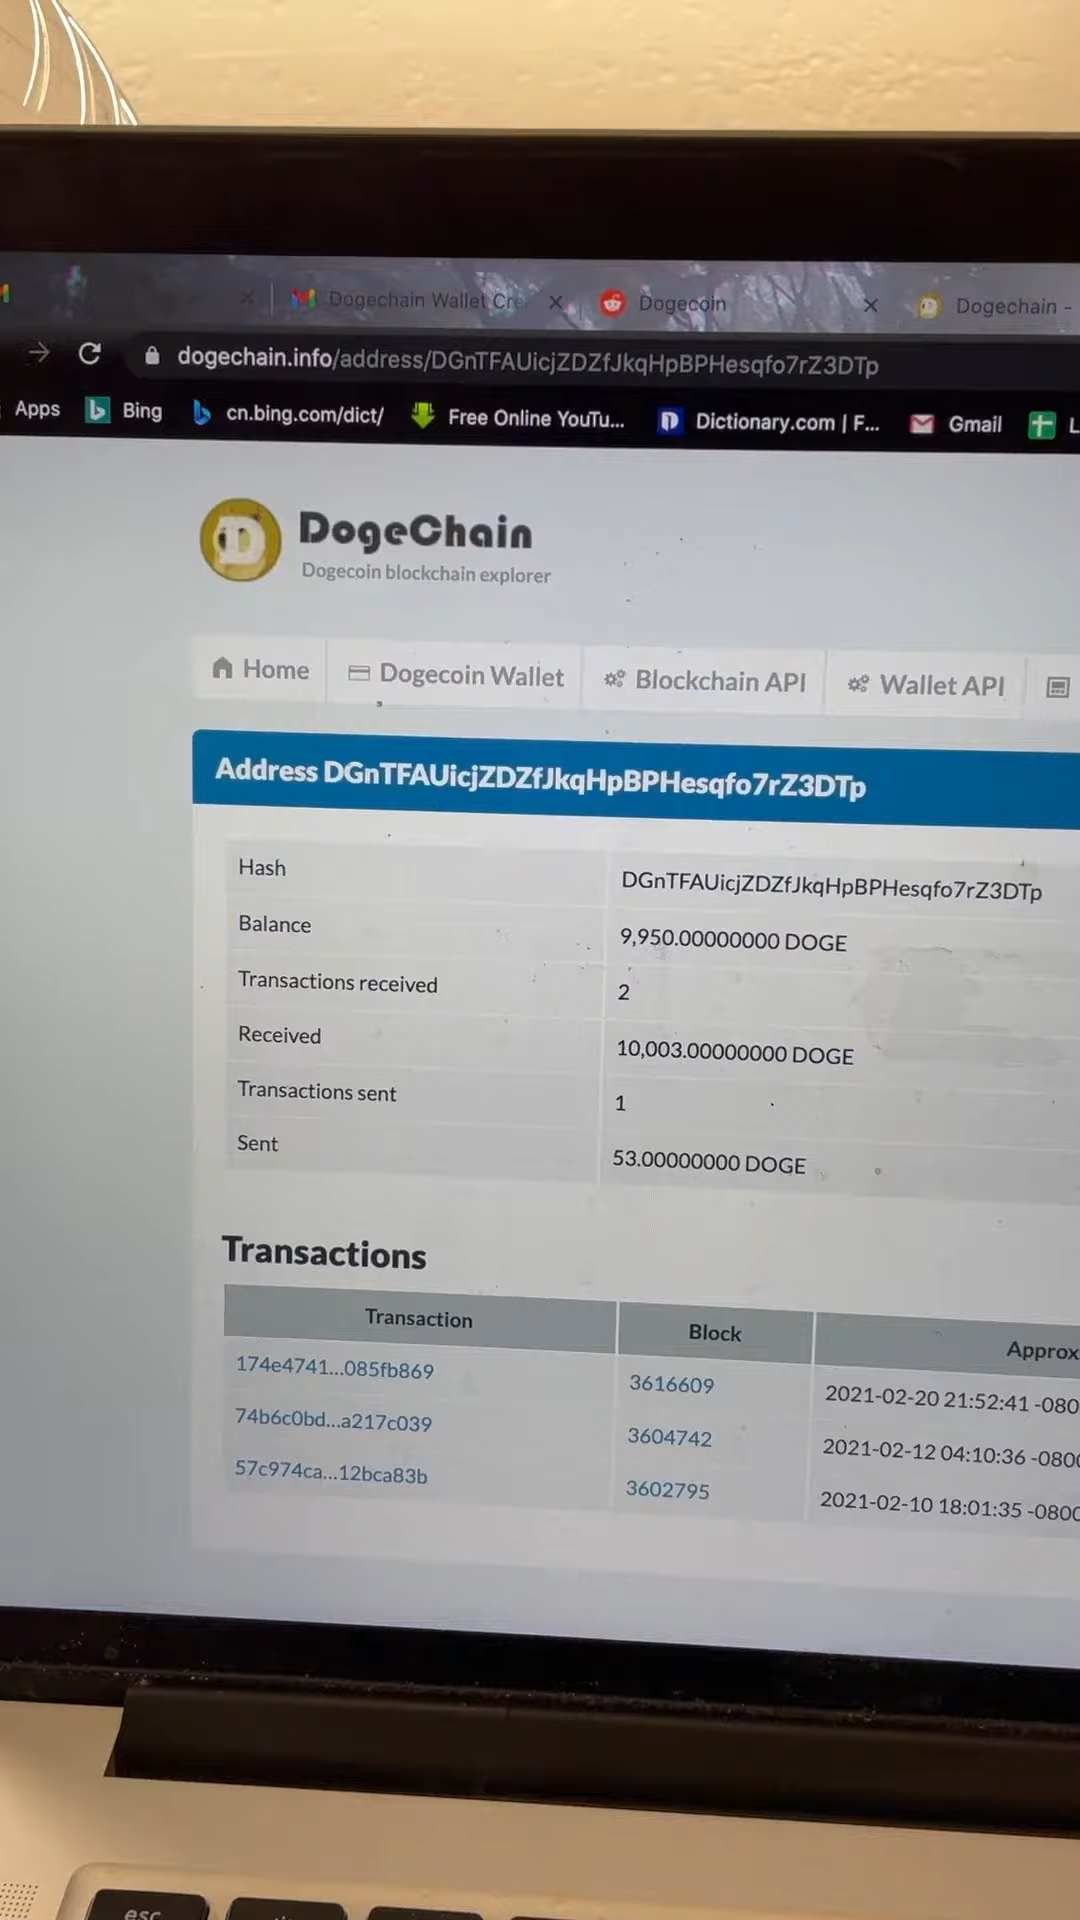 Dogechain Wallet Cre
Dogecoin
Dogechain -
dogechain.info/address/DGnTFAUicjZDZfJkqHpBPHesqfo7rZ3DTp
Apps
Bing
cn.bing.com/dict/
Free Online YouTu...
Dictionary.com | F...
Gmail
L
DogeChain
Dogecoin blockchain explorer
Home
Dogecoin Wallet
Blockchain API
Wallet API
Address DGnTFAUicjZDZfJkqHpBPHesqfo7rZ3DTp
Hash DGnTFAUicjZDZfJkqHpBPHesqfo7rZ3DTp
Balance 9,950.00000000 DOGE
Transactions received 2
Received 10,003.00000000 DOGE
Transactions sent 1
Sent 53.00000000 DOGE
Transactions
Transaction Block Approx
174e4741...085fb869 3616609 2021-02-20 21:52:41 -080
74b6c0bd...a217c039 3604742 2021-02-12 04:10:36 -0800
57c974ca...12bca83b 3602795 2021-02-10 18:01:35 -0800
esc